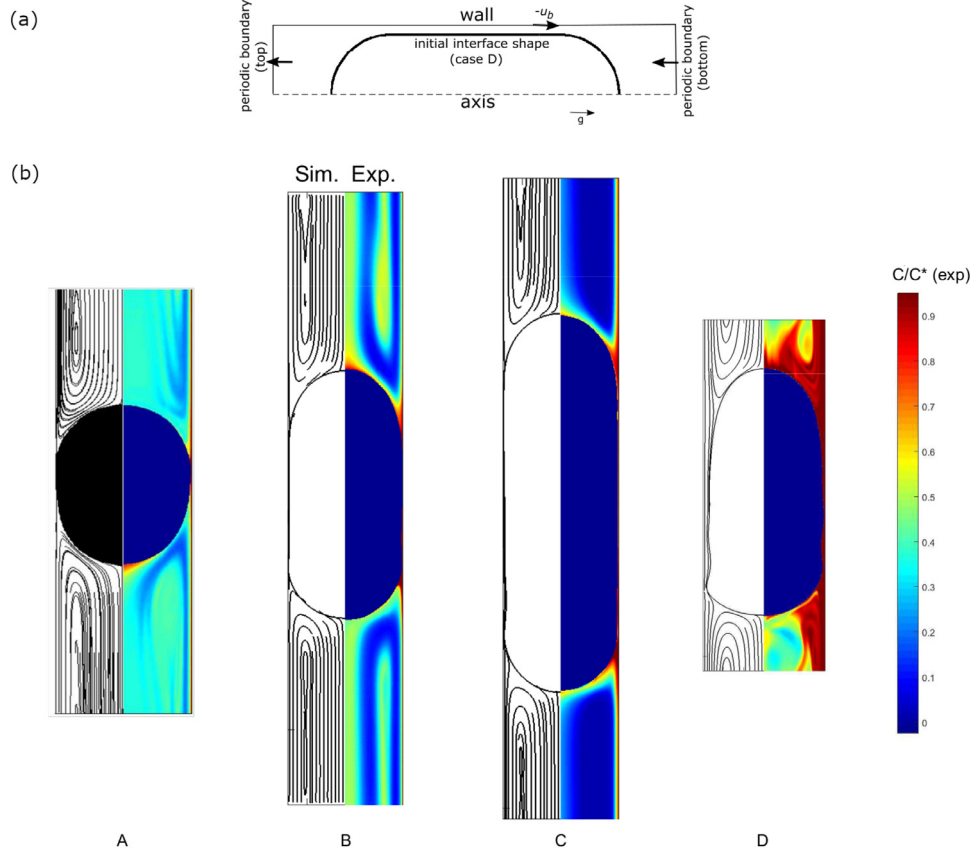 (a)
wall
-u_b
initial interface shape
(case D)
periodic boundary
(top)
periodic boundary
(bottom)
axis
g
(b)
Sim. Exp.
C/C* (exp)
0.9
0.8
0.7
0.6
0.5
0.4
0.3
0.2
0.1
0
A B C D